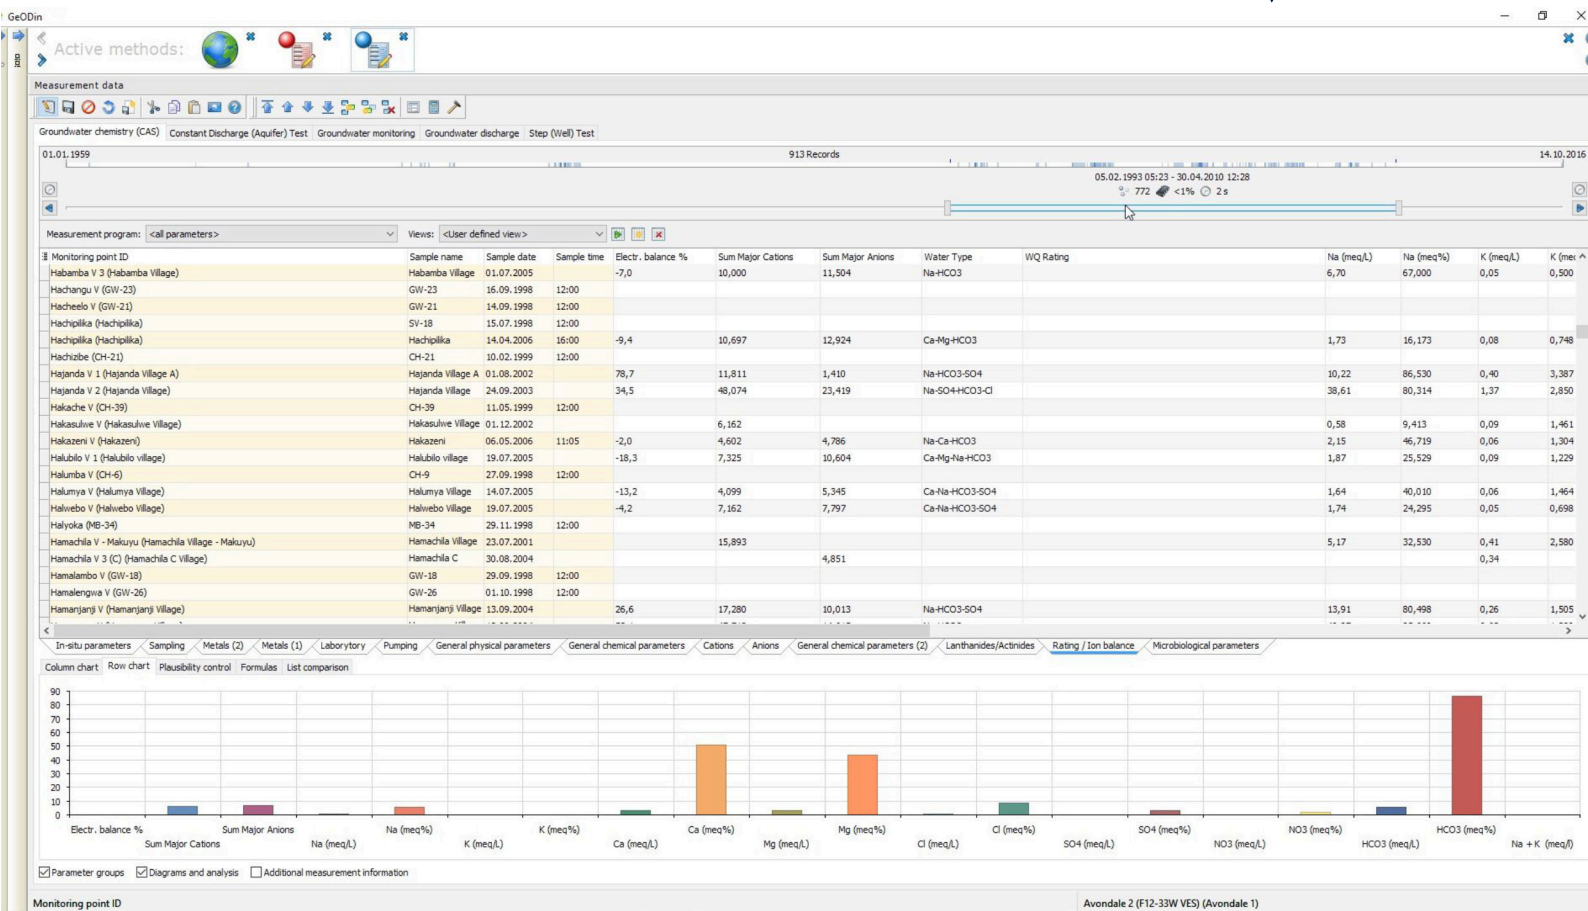 GeODin
Active methods:
Measurement data
Groundwater chemistry (CAS) Constant Discharge (Aquifer) Test Groundwater monitoring Groundwater discharge Step (Well) Test
01.01.1959 913 Records 14.10.2016
05.02.1993 05:23 - 30.04.2010 12:28
772 <1% 2 s
Measurement program: <all parameters> Views: <User defined view>
Monitoring point ID Sample name Sample date Sample time Electr. balance % Sum Major Cations Sum Major Anions Water Type WQ Rating Na (meq/L) Na (meq%) K (meq/L) K (mec
Habamba V 3 (Habamba Village) Habamba Village 01.07.2005 -7,0 10,000 11,504 Na-HCO3 6,70 67,000 0,05 0,500
Hachangu V (GW-23) GW-23 16.09.1998 12:00
Hacheelo V (GW-21) GW-21 14.09.1998 12:00
Hachipilika (Hachipilika) SV-18 15.07.1998 12:00
Hachipilika (Hachipilika) Hachipilika 14.04.2006 16:00 -9,4 10,697 12,924 Ca-Mg-HCO3 1,73 16,173 0,08 0,748
Hachizibe (CH-21) CH-21 10.02.1999 12:00
Hajanda V 1 (Hajanda Village A) Hajanda Village A 01.08.2002 78,7 11,811 1,410 Na-HCO3-SO4 10,22 86,530 0,40 3,387
Hajanda V 2 (Hajanda Village) Hajanda Village 24.09.2003 34,5 48,074 23,419 Na-SO4-HCO3-Cl 38,61 80,314 1,37 2,850
Hakache V (CH-39) CH-39 11.05.1999 12:00
Hakasulwe V (Hakasulwe Village) Hakasulwe Village 01.12.2002 6,162 0,58 9,413 0,09 1,461
Hakazeni V (Hakazeni) Hakazeni 06.05.2006 11:05 -2,0 4,602 4,786 Na-Ca-HCO3 2,15 46,719 0,06 1,304
Halubilo V 1 (Halubilo village) Halubilo village 19.07.2005 -18,3 7,325 10,604 Ca-Mg-Na-HCO3 1,87 25,529 0,09 1,229
Halumba V (CH-6) CH-9 27.09.1998 12:00
Halumya V (Halumya Village) Halumya Village 14.07.2005 -13,2 4,099 5,345 Ca-Na-HCO3-SO4 1,64 40,010 0,06 1,464
Halwebo V (Halwebo Village) Halwebo Village 19.07.2005 -4,2 7,162 7,797 Ca-Na-HCO3-SO4 1,74 24,295 0,05 0,698
Halyoka (MB-34) MB-34 29.11.1998 12:00
Hamachila V - Makuyu (Hamachila Village - Makuyu) Hamachila Village 23.07.2001 15,893 5,17 32,530 0,41 2,580
Hamachila V 3 (C) (Hamachila C Village) Hamachila C 30.08.2004 4,851 0,34
Hamalambo V (GW-18) GW-18 29.09.1998 12:00
Hamalengwa V (GW-26) GW-26 01.10.1998 12:00
Hamanjanji V (Hamanjanji Village) Hamanjanji Village 13.09.2004 26,6 17,280 10,013 Na-HCO3-SO4 13,91 80,498 0,26 1,505
In-situ parameters Sampling Metals (2) Metals (1) Laborytory Pumping General physical parameters General chemical parameters Cations Anions General chemical parameters (2) Lanthanides/Actinides Rating / Ion balance Microbiological parameters
Column chart Row chart Plausibility control Formulas List comparison
90
80
70
60
50
40
30
20
10
0
Electr. balance % Sum Major Anions Na (meq%) K (meq%) Ca (meq%) Mg (meq%) Cl (meq%) SO4 (meq%) NO3 (meq%) HCO3 (meq%)
Sum Major Cations Na (meq/L) K (meq/L) Ca (meq/L) Mg (meq/L) Cl (meq/L) SO4 (meq/L) NO3 (meq/L) HCO3 (meq/L) Na + K (meq/l)
Parameter groups Diagrams and analysis Additional measurement information
Monitoring point ID Avondale 2 (F12-33W VES) (Avondale 1)